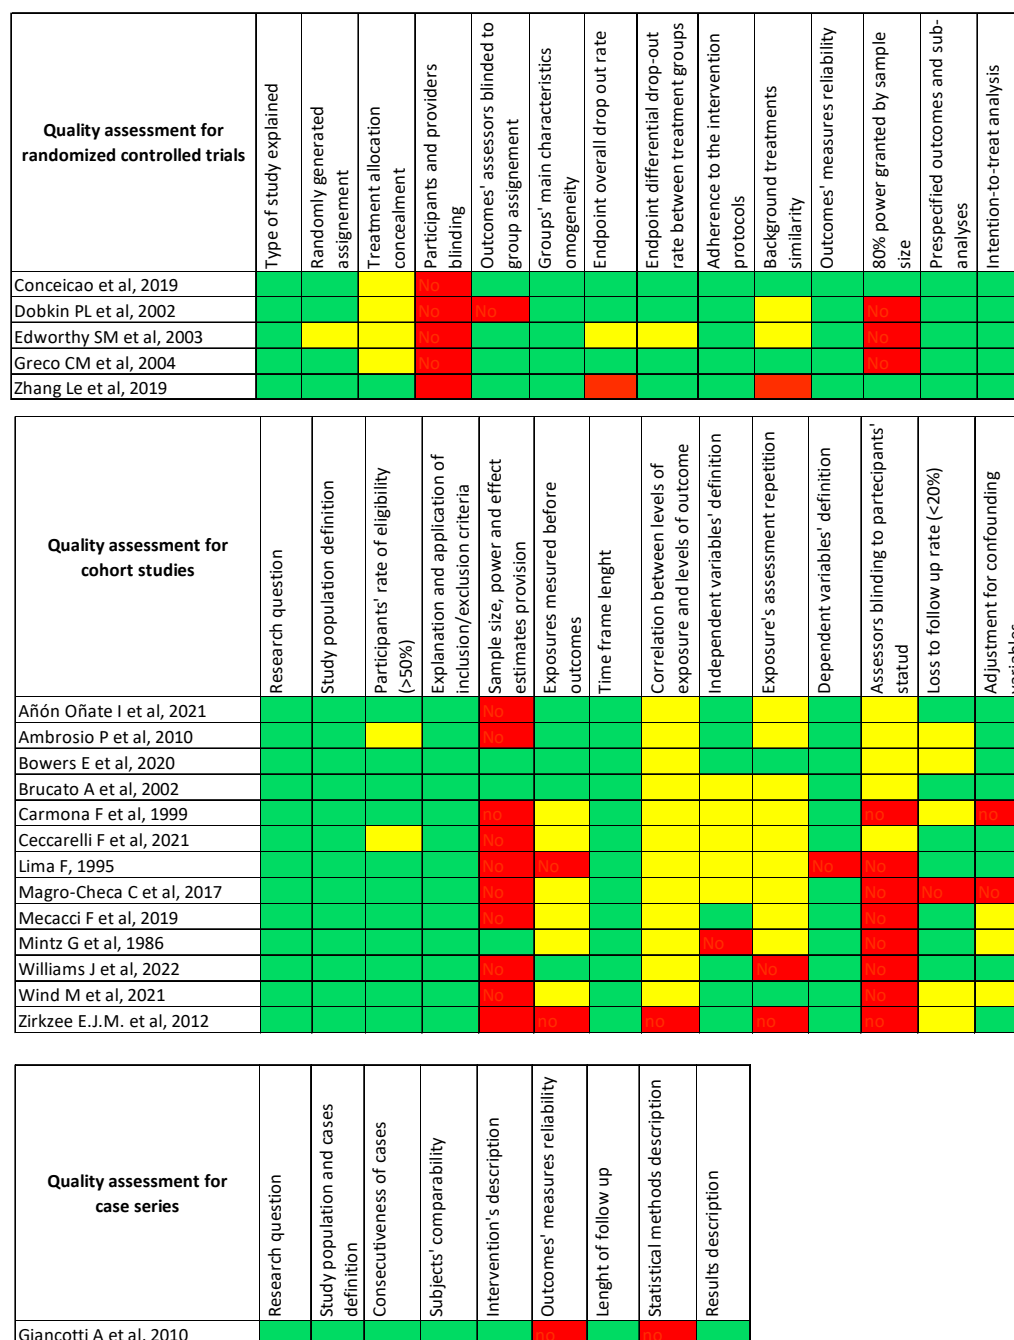 Quality assessment for
randomized controlled trials
Type of study explained
Randomly generated
assignement
Treatment allocation
concealment
Participants and providers
blinding
Outcomes' assessors blinded to
group assignement
Groups' main characteristics
omogeneity
Endpoint overall drop out rate
Endpoint differential drop-out
rate between treatment groups
Adherence to the intervention
protocols
Background treatments
similarity
Outcomes' measures reliability
80% power granted by sample
size
Prespecified outcomes and sub-
analyses
Intention-to-treat analysis
Conceicao et al, 2019 No
Dobkin PL et al, 2002 No No No
Edworthy SM et al, 2003 No No
Greco CM et al, 2004 No No
Zhang Le et al, 2019
Quality assessment for
cohort studies
Research question
Study population definition
Participants' rate of eligibility
(>50%)
Explanation and application of
inclusion/exclusion criteria
Sample size, power and effect
estimates provision
Exposures mesured before
outcomes
Time frame lenght
Correlation between levels of
exposure and levels of outcome
Independent variables' definition
Exposure's assessment repetition
Dependent variables' definition
Assessors blinding to partecipants'
statud
Loss to follow up rate (<20%)
Adjustment for confounding
variables
Añón Oñate I et al, 2021 No
Ambrosio P et al, 2010 No
Bowers E et al, 2020
Brucato A et al, 2002
Carmona F et al, 1999 no no no
Ceccarelli F et al, 2021 No
Lima F, 1995 No No No No
Magro-Checa C et al, 2017 No No No No
Mecacci F et al, 2019 No No
Mintz G et al, 1986 No No
Williams J et al, 2022 No No No
Wind M et al, 2021 No No
Zirkzee E.J.M. et al, 2012 no no no no
Quality assessment for
case series
Research question
Study population and cases
definition
Consecutiveness of cases
Subjects' comparability
Intervention's description
Outcomes' measures reliability
Lenght of follow up
Statistical methods description
Results description
Giancotti A et al, 2010 no no